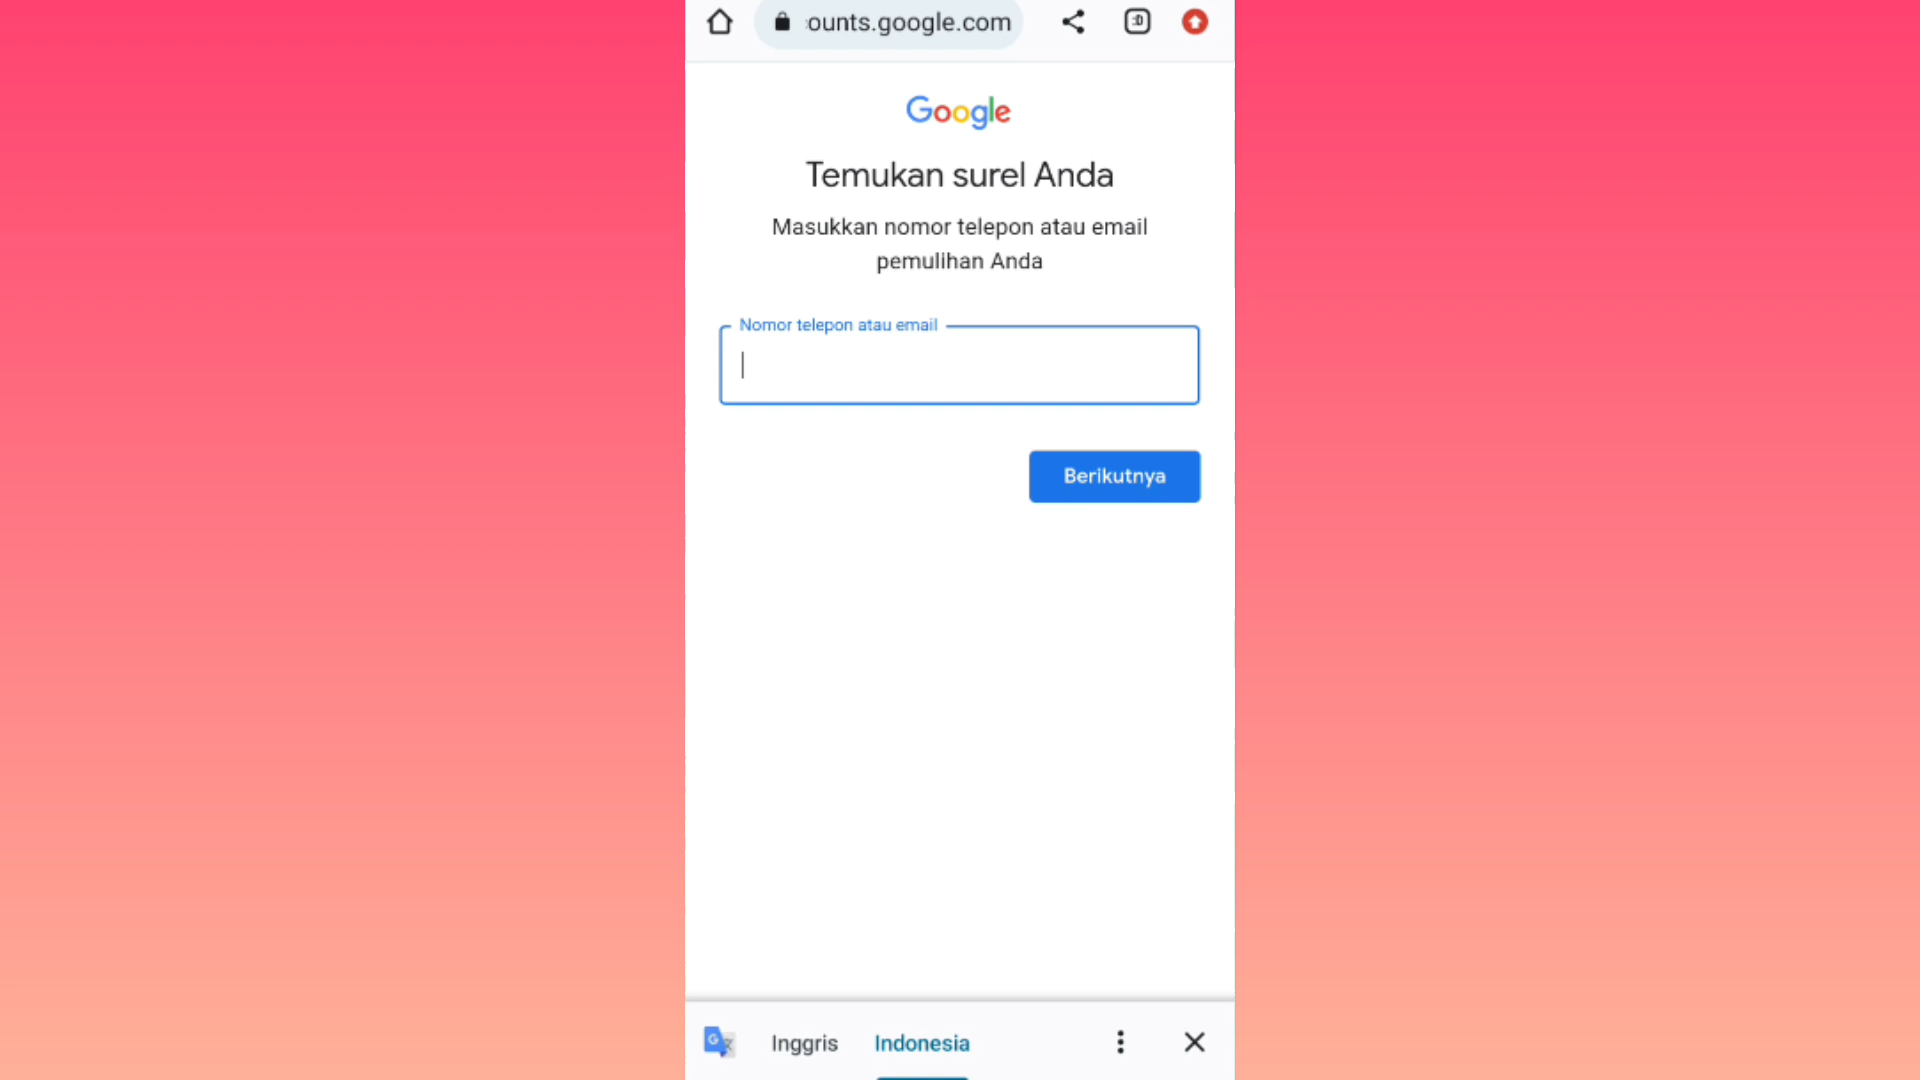 ounts.google.com
:D
Google
Temukan surel Anda
Masukkan nomor telepon atau email
pemulihan Anda
Nomor telepon atau email
Berikutnya
Inggris Indonesia